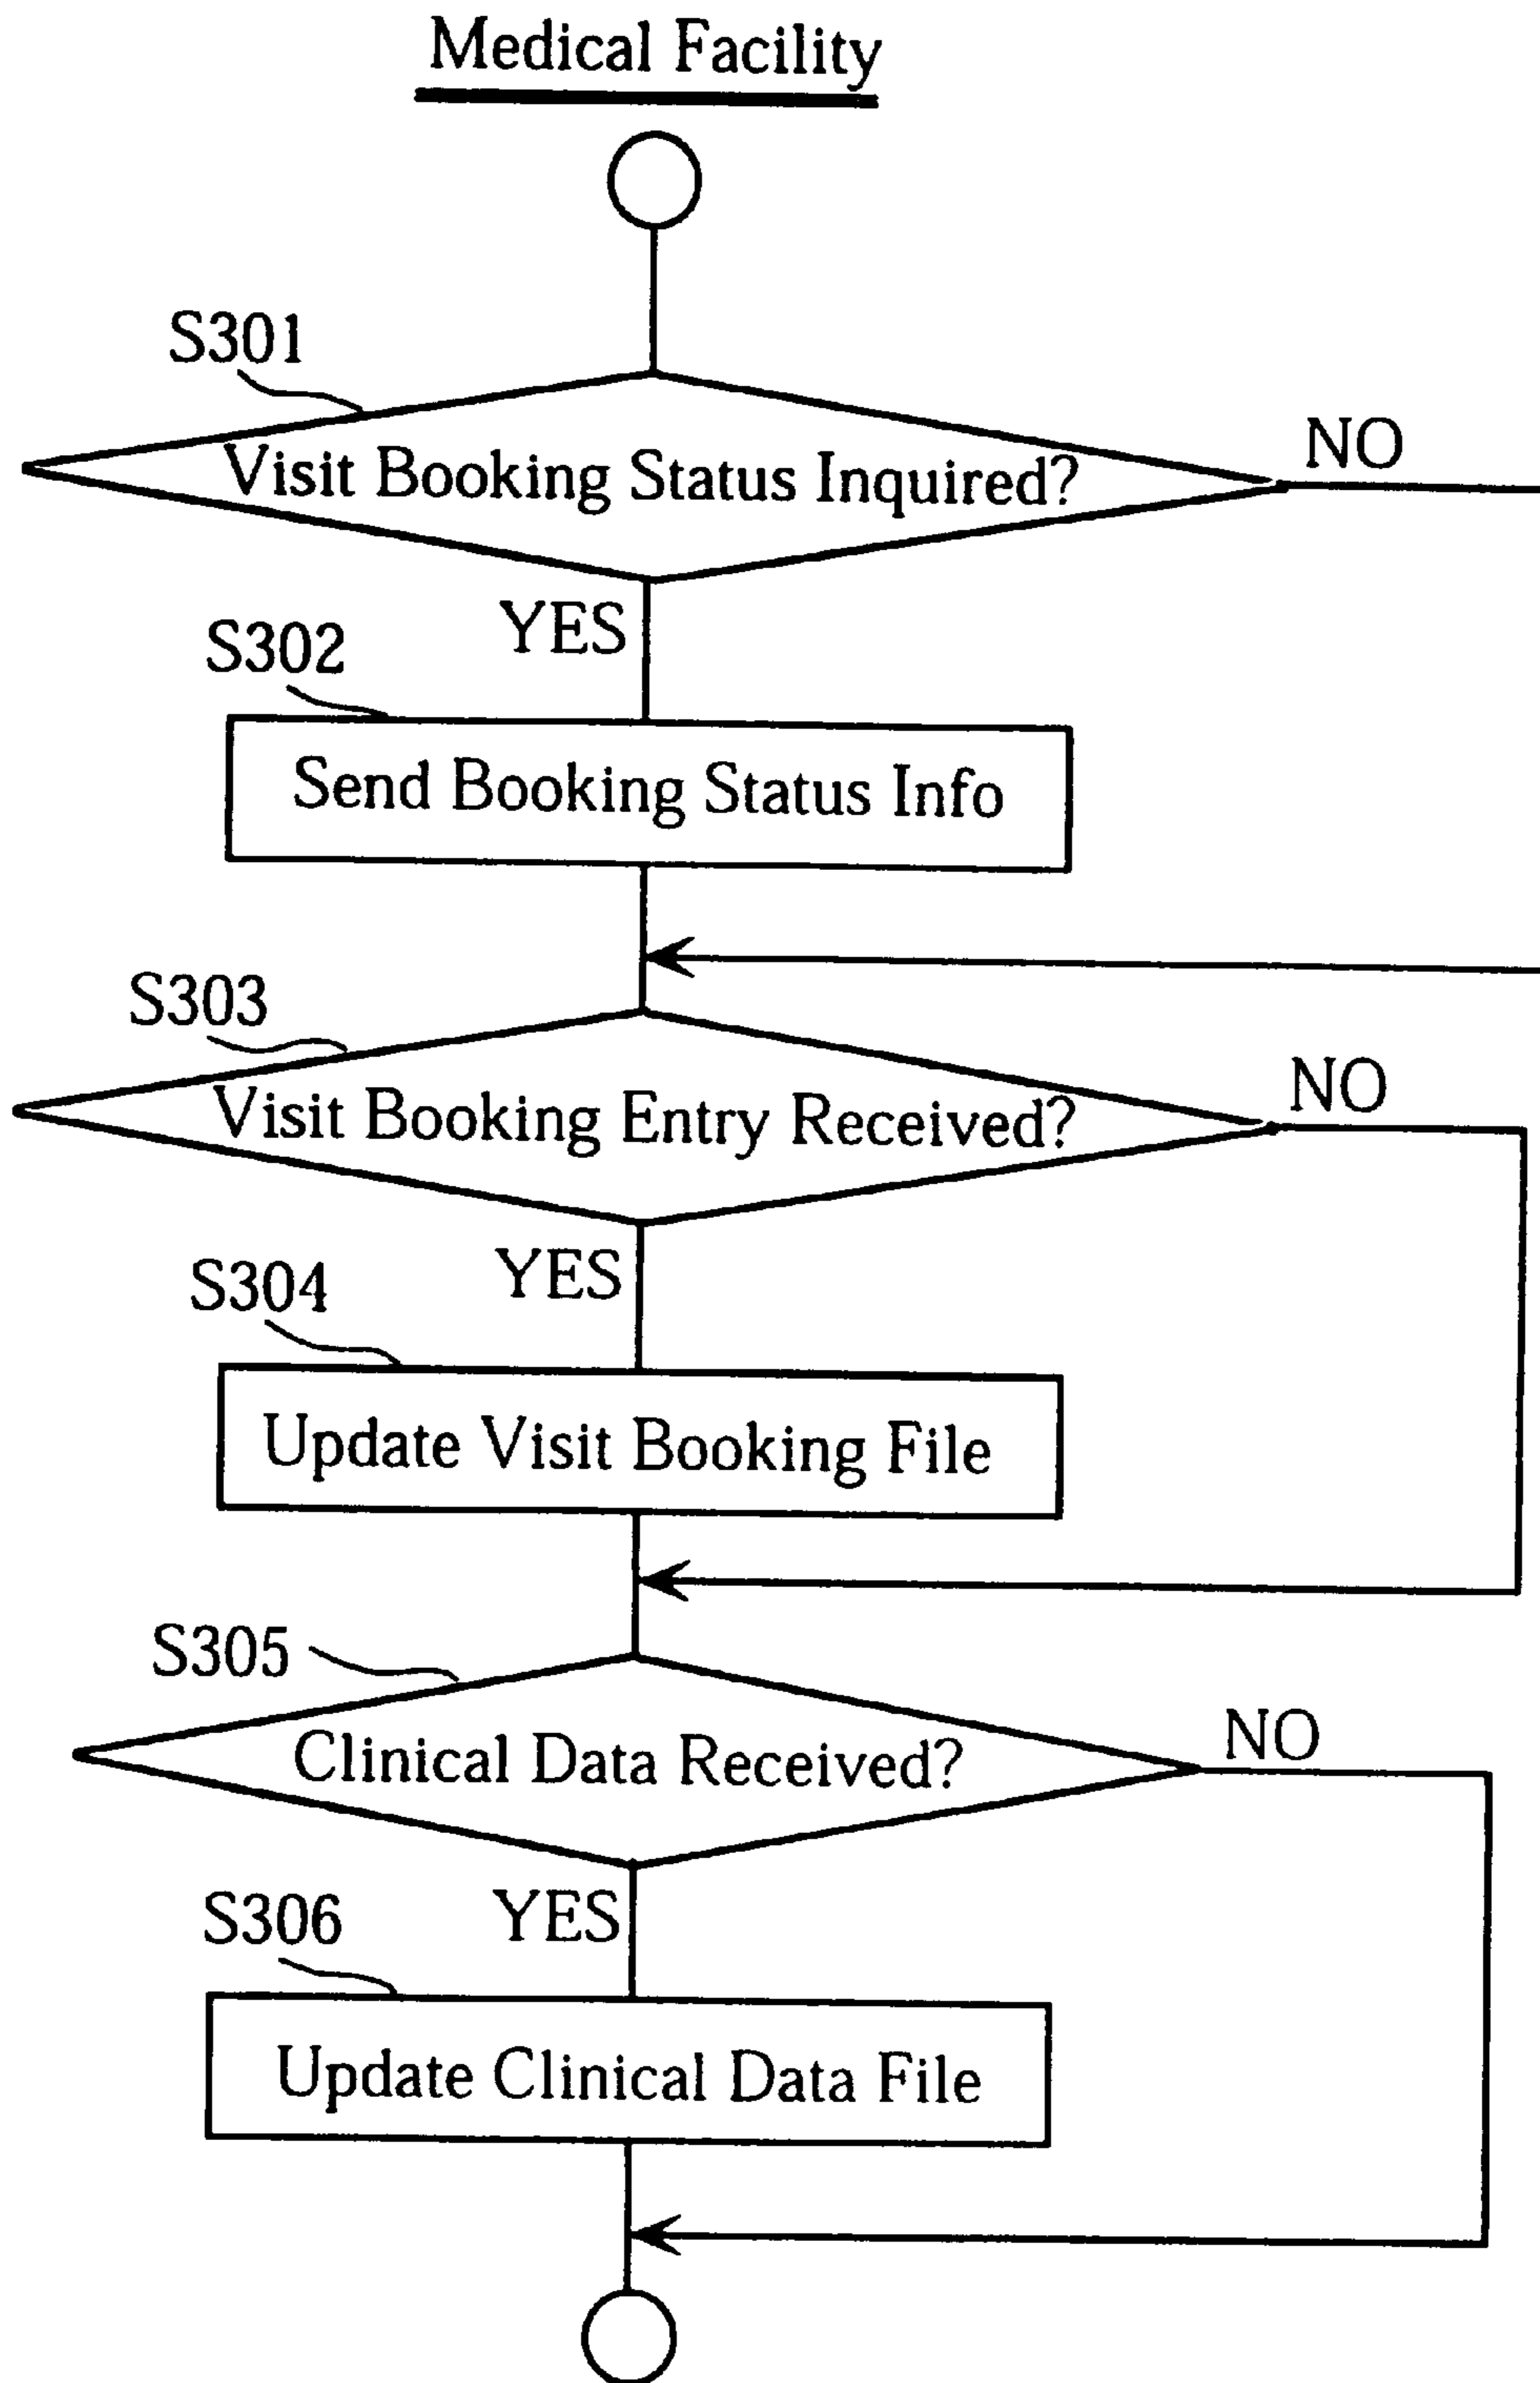 Medical Facility
S301
Visit Booking Status Inquired?
NO
YES
S302
Send Booking Status Info
S303
Visit Booking Entry Received?
NO
YES
S304
Update Visit Booking File
S305
Clinical Data Received?
NO
YES
S306
Update Clinical Data File